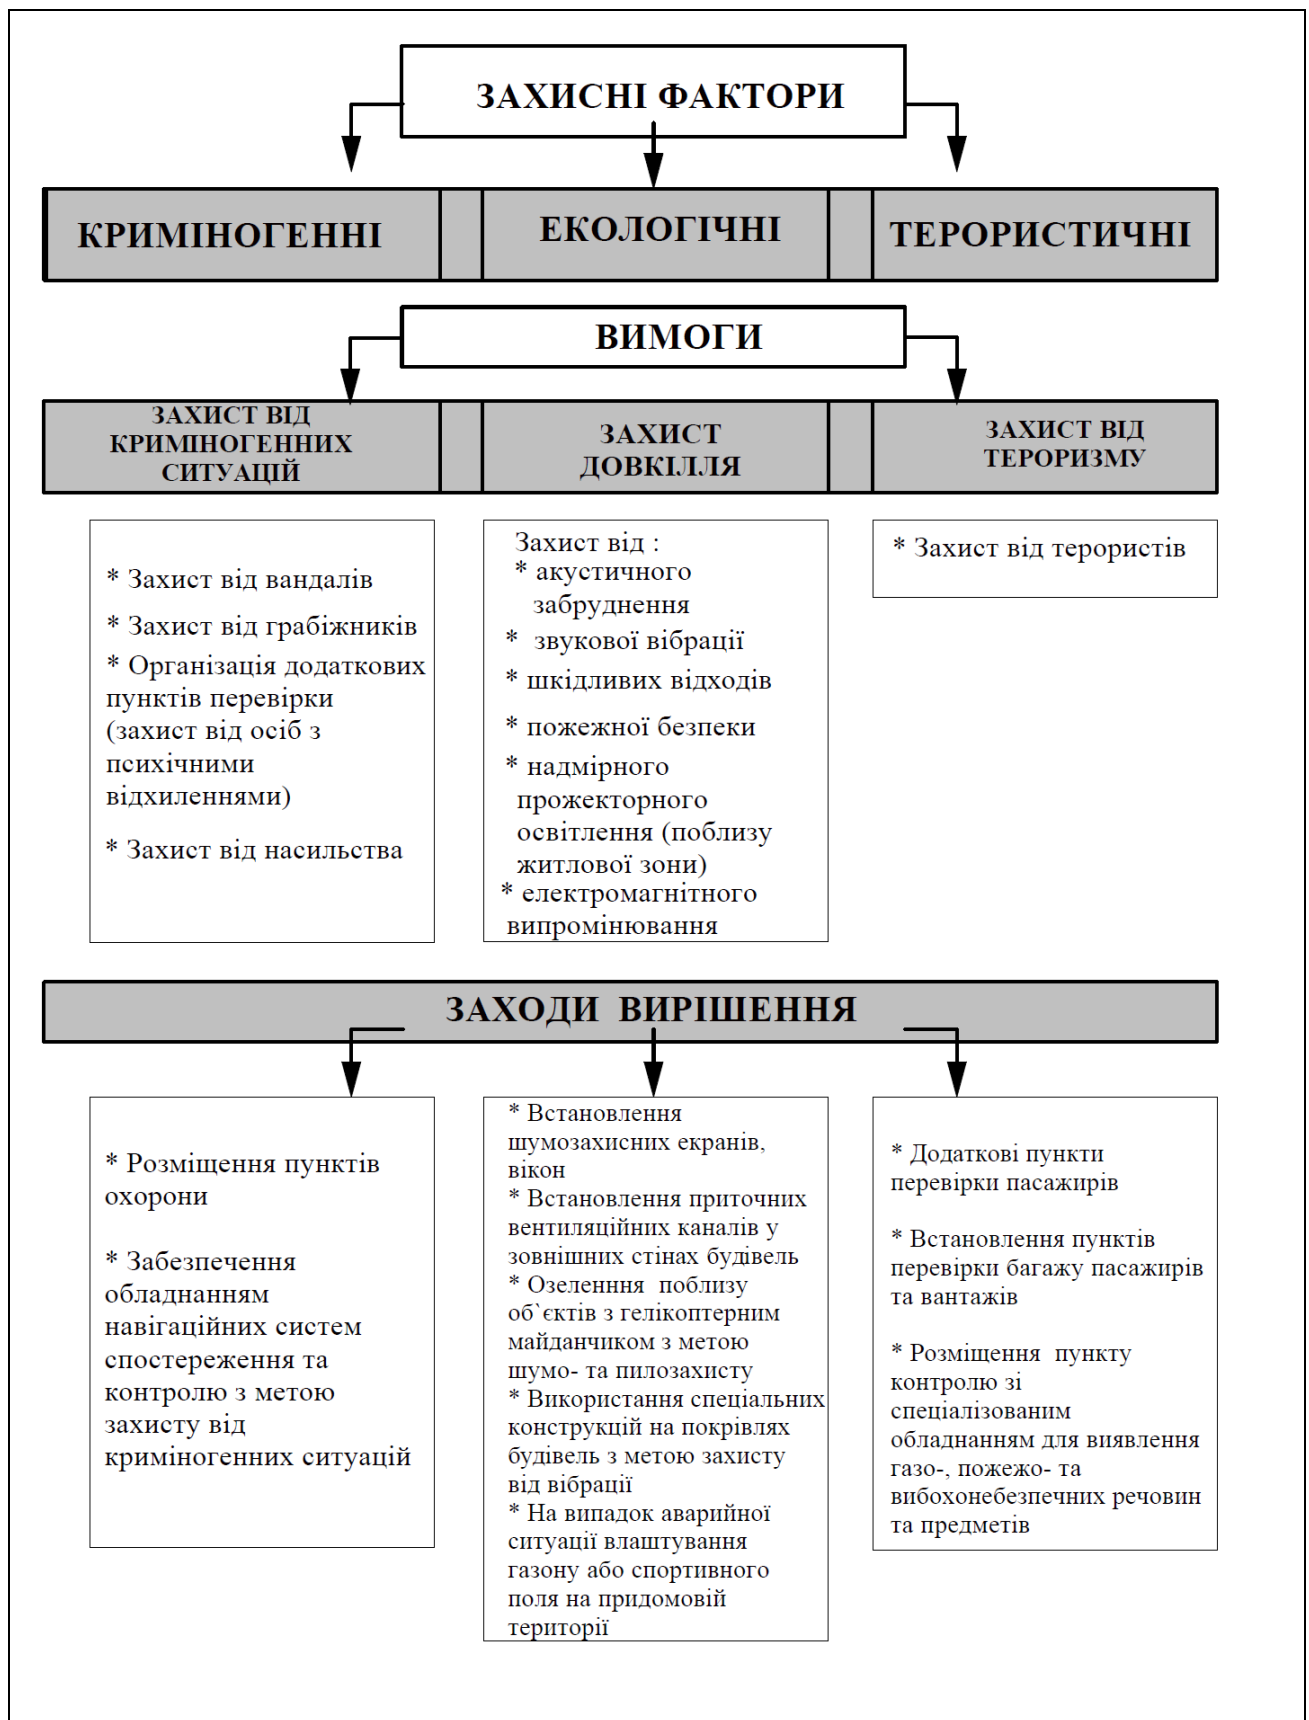 ЗАХИСНІ ФАКТОРИ
КРИМІНОГЕННІ
ЕКОЛОГІЧНІ
ТЕРОРИСТИЧНІ
ВИМОГИ
ЗАХИСТ ВІД
КРИМІНОГЕННИХ
СИТУАЦІЙ
ЗАХИСТ
ДОВКІЛЛЯ
ЗАХИСТ ВІД
ТЕРОРИЗМУ
* Захист від вандалів
* Захист від грабіжників
* Організація додаткових
пунктів перевірки
(захист від осіб з
психічними
відхиленнями)
* Захист від насильства
Захист від :
* акустичного
забруднення
* звукової вібрації
* шкідливих відходів
* пожежної безпеки
* надмірного
прожекторного
освітлення (поблизу
житлової зони)
* електромагнітного
випромінювання
* Захист від терористів
ЗАХОДИ ВИРІШЕННЯ
* Розміщення пунктів
охорони
* Забезпечення
обладнанням
навігаційних систем
спостереження та
контролю з метою
захисту від
криміногенних ситуацій
* Встановлення
шумозахисних екранів,
вікон
* Встановлення приточних
вентиляційних каналів у
зовнішних стінах будівель
* Озеленння поблизу
об`єктів з гелікоптерним
майданчиком з метою
шумо- та пилозахисту
* Використання спеціальних
конструкцій на покрівлях
будівель з метою захисту
від вібрації
* На випадок аварийної
ситуації влаштування
газону або спортивного
поля на придомовій
території
* Додаткові пункти
перевірки пасажирів
* Встановлення пунктів
перевірки багажу пасажирів
та вантажів
* Розміщення пункту
контролю зі
спеціалізованим
обладнанням для виявлення
газо-, пожежо- та
вибохонебезпечних речовин
та предметів